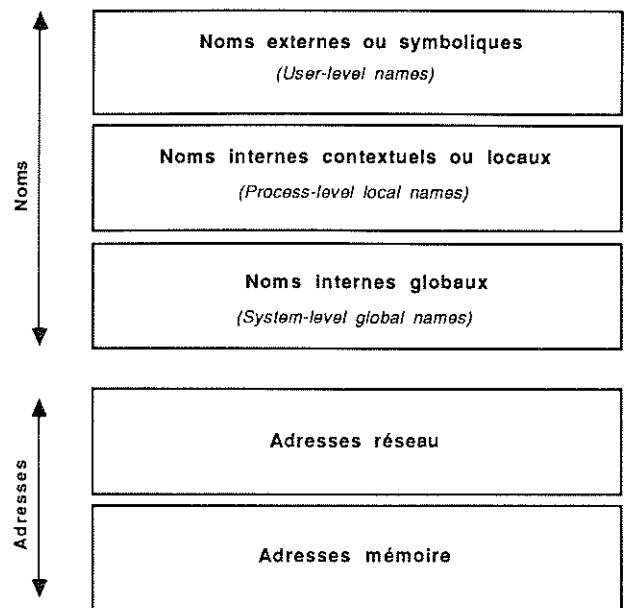 Noms
Noms externes ou symboliques
(User-level names)
Noms internes contextuels ou locaux
(Process-level local names)
Noms internes globaux
(System-level global names)
Adresses
Adresses réseau
Adresses mémoire